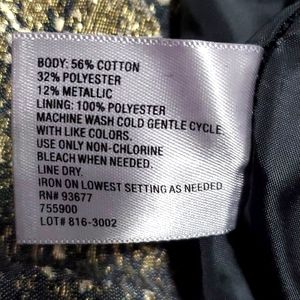 BODY: 56% COTTON
32% POLYESTER
12% METALLIC
LINING: 100% POLYESTER
MACHINE WASH COLD GENTLE CYCLE
WITH LIKE COLORS.
USE ONLY NON-CHLORINE
BLEACH WHEN NEEDED.
LINE DRY.
IRON ON LOWEST SETTING AS NEEDED
RN# 93677
755900
LOT# 816-3002